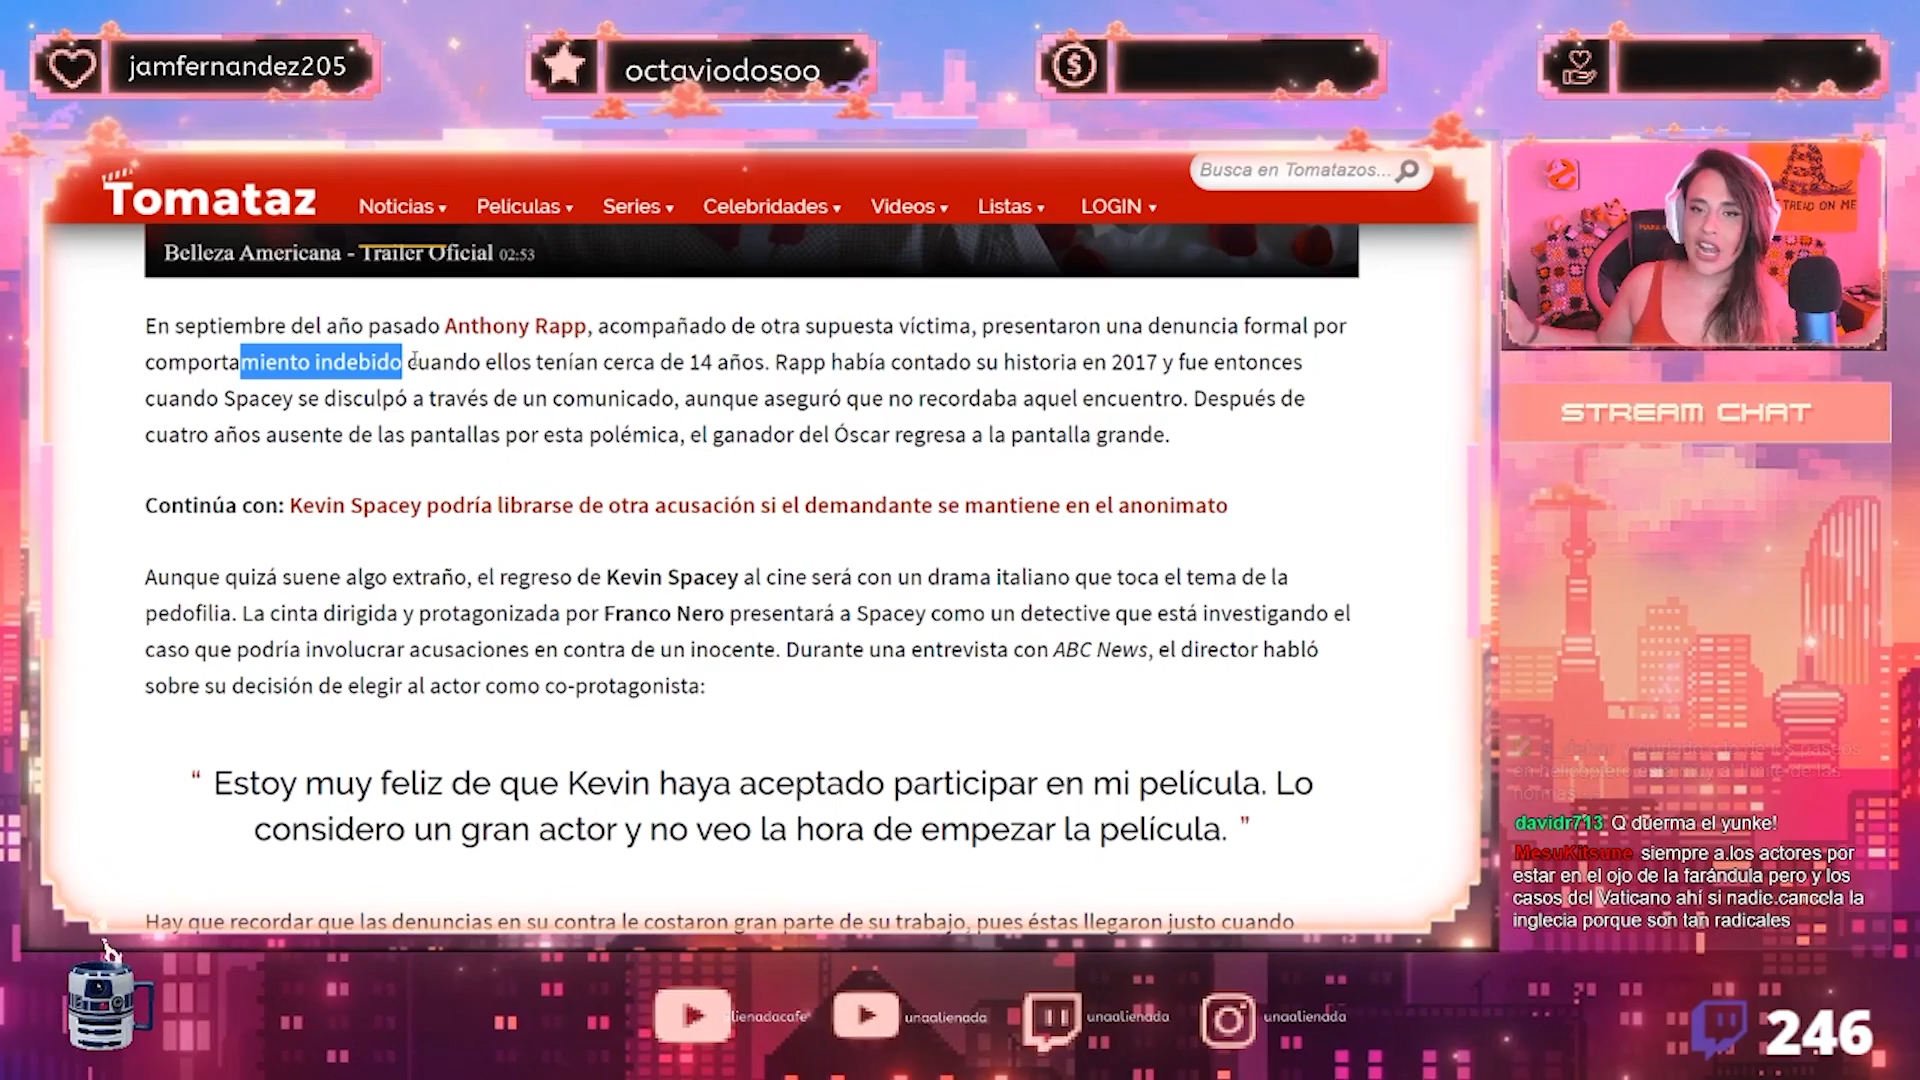 jamfernandez205
octaviodosoo
Tomataz
Noticias
Películas
Series
Celebridades
Videos
Listas
LOGIN
Busca en Tomatazos...
TREAD ON ME
Belleza Americana - Trailer Oficial 02:53
En septiembre del año pasado Anthony Rapp, acompañado de otra supuesta víctima, presentaron una denuncia formal por
comportamiento indebido cuando ellos tenían cerca de 14 años. Rapp había contado su historia en 2017 y fue entonces
cuando Spacey se disculpó a través de un comunicado, aunque aseguró que no recordaba aquel encuentro. Después de
cuatro años ausente de las pantallas por esta polémica, el ganador del Óscar regresa a la pantalla grande.
Continúa con: Kevin Spacey podría librarse de otra acusación si el demandante se mantiene en el anonimato
Aunque quizá suene algo extraño, el regreso de Kevin Spacey al cine será con un drama italiano que toca el tema de la
pedofilia. La cinta dirigida y protagonizada por Franco Nero presentará a Spacey como un detective que está investigando el
caso que podría involucrar acusaciones en contra de un inocente. Durante una entrevista con ABC News, el director habló
sobre su decisión de elegir al actor como co-protagonista:
“ Estoy muy feliz de que Kevin haya aceptado participar en mi película. Lo
considero un gran actor y no veo la hora de empezar la película. ”
Hay que recordar que las denuncias en su contra le costaron gran parte de su trabajo, pues éstas llegaron justo cuando
STREAM CHAT
normas
davidr713 Q duerma el yunke!
MesuKitsune siempre a.los actores por
estar en el ojo de la farándula pero y los
casos del Vaticano ahí si nadie.cancela la
inglecia porque son tan radicales
alienadacafe
unaalienada
unaalienada
unaalienada
246